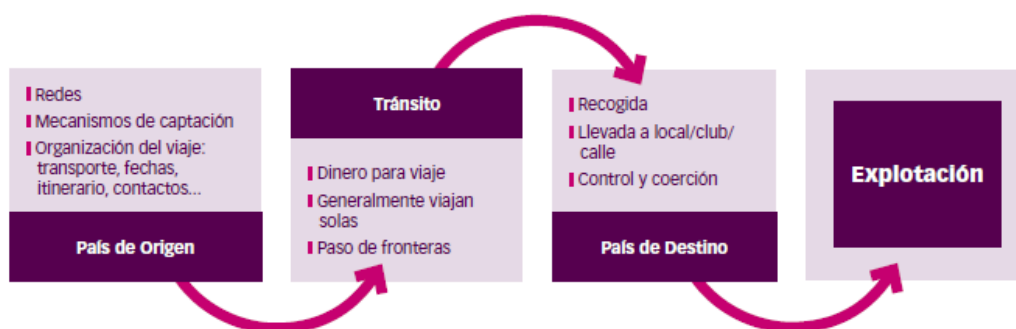 Redes
Mecanismos de captación
Organización del viaje:
transporte, fechas,
itinerario, contactos...
País de Origen
Tránsito
Dinero para viaje
Generalmente viajan
solas
Paso de fronteras
Recogida
Llevada a local/club/
calle
Control y coerción
País de Destino
Explotación